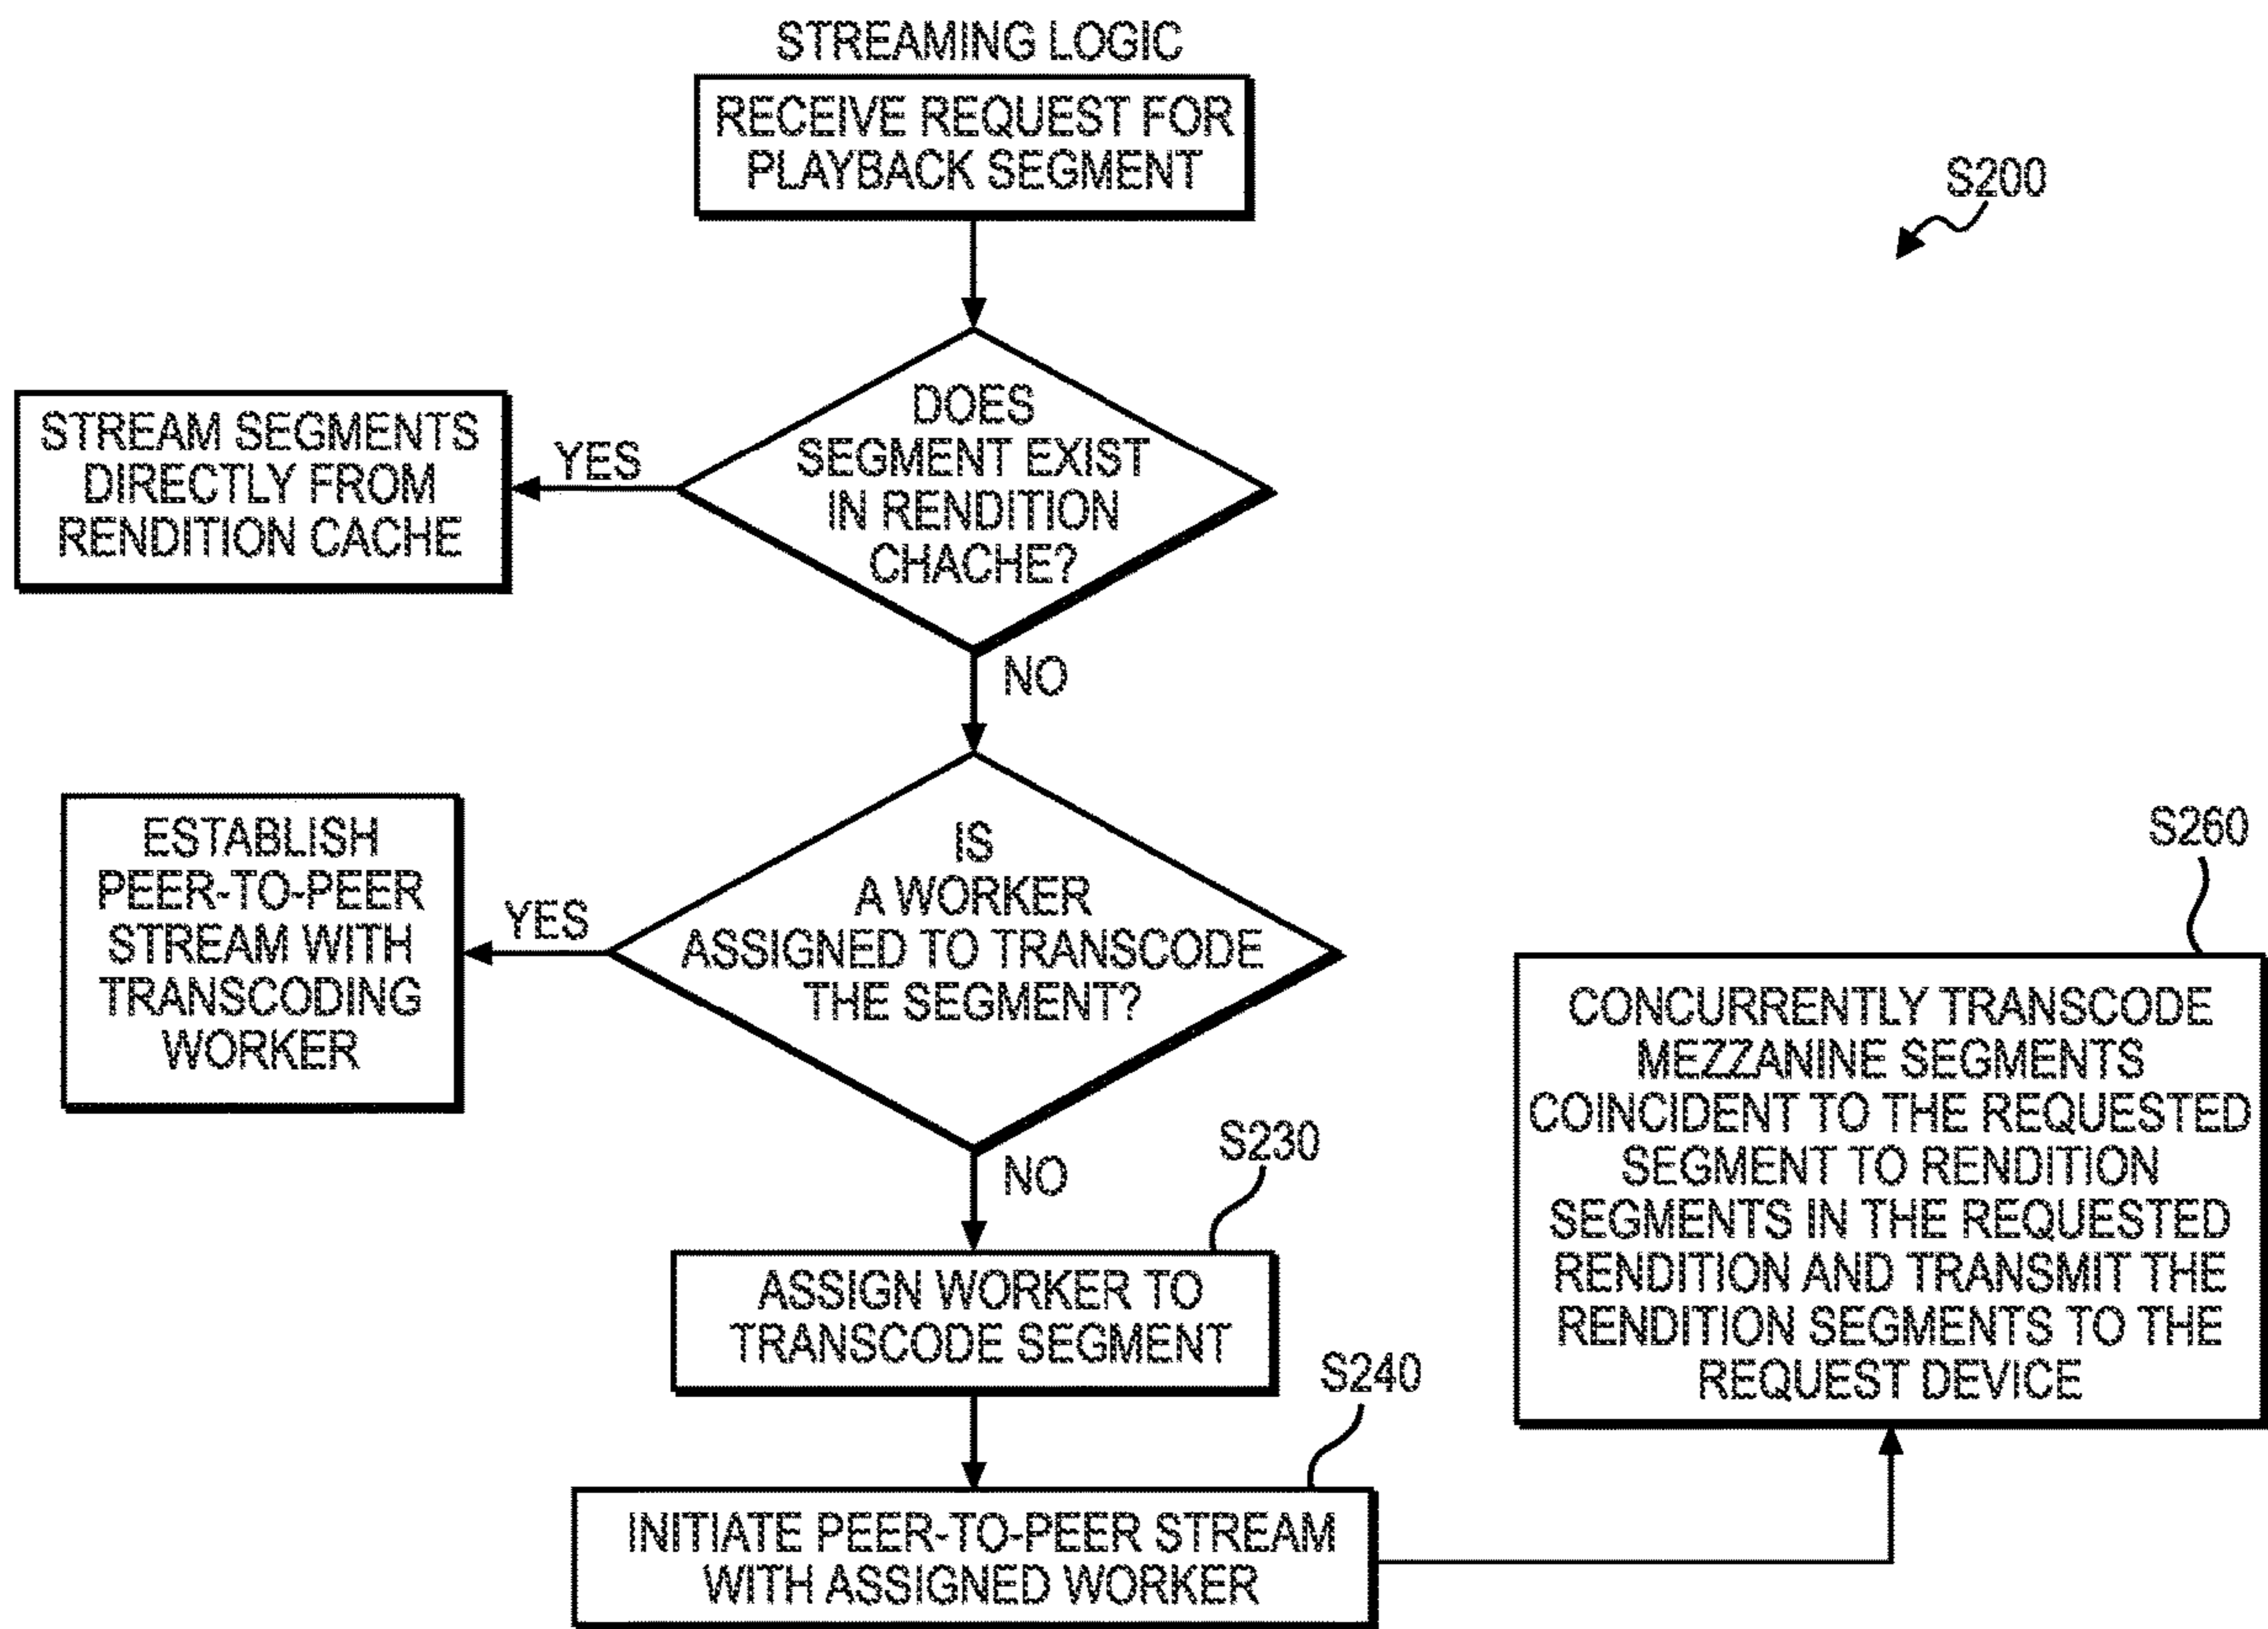 STREAMING LOGIC
RECEIVE REQUEST FOR
PLAYBACK SEGMENT
S200
DOES
SEGMENT EXIST
IN RENDITION
CHACHE?
YES
STREAM SEGMENTS
DIRECTLY FROM
RENDITION CACHE
NO
IS
A WORKER
ASSIGNED TO TRANSCODE
THE SEGMENT?
YES
ESTABLISH
PEER-TO-PEER
STREAM WITH
TRANSCODING
WORKER
NO
S230
ASSIGN WORKER TO
TRANSCODE SEGMENT
S240
INITIATE PEER-TO-PEER STREAM
WITH ASSIGNED WORKER
S260
CONCURRENTLY TRANSCODE
MEZZANINE SEGMENTS
COINCIDENT TO THE REQUESTED
SEGMENT TO RENDITION
SEGMENTS IN THE REQUESTED
RENDITION AND TRANSMIT THE
RENDITION SEGMENTS TO THE
REQUEST DEVICE